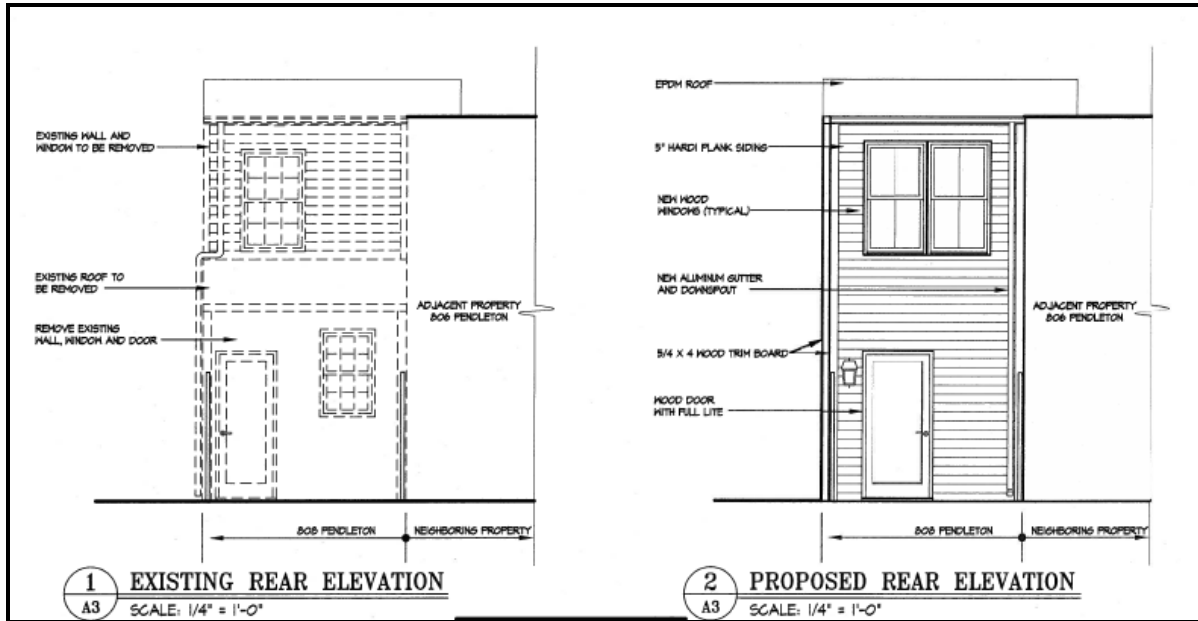 EXISTING WALL AND
WINDOW TO BE REMOVED
EXISTING ROOF TO
BE REMOVED
REMOVE EXISTING
WALL, WINDOW AND DOOR
ADJACENT PROPERTY
806 PENDLETON
808 PENDLETON
NEIGHBORING PROPERTY
1
A3
EXISTING REAR ELEVATION
SCALE: 1/4" = 1'-0"
EPDM ROOF
5" HARDI PLANK SIDING
NEW WOOD
WINDOWS (TYPICAL)
NEW ALUMINUM GUTTER
AND DOWNSPOUT
5/4 X 4 WOOD TRIM BOARD
WOOD DOOR
WITH FULL LITE
ADJACENT PROPERTY
806 PENDLETON
808 PENDLETON
NEIGHBORING PROPERTY
2
A3
PROPOSED REAR ELEVATION
SCALE: 1/4" = 1'-0"